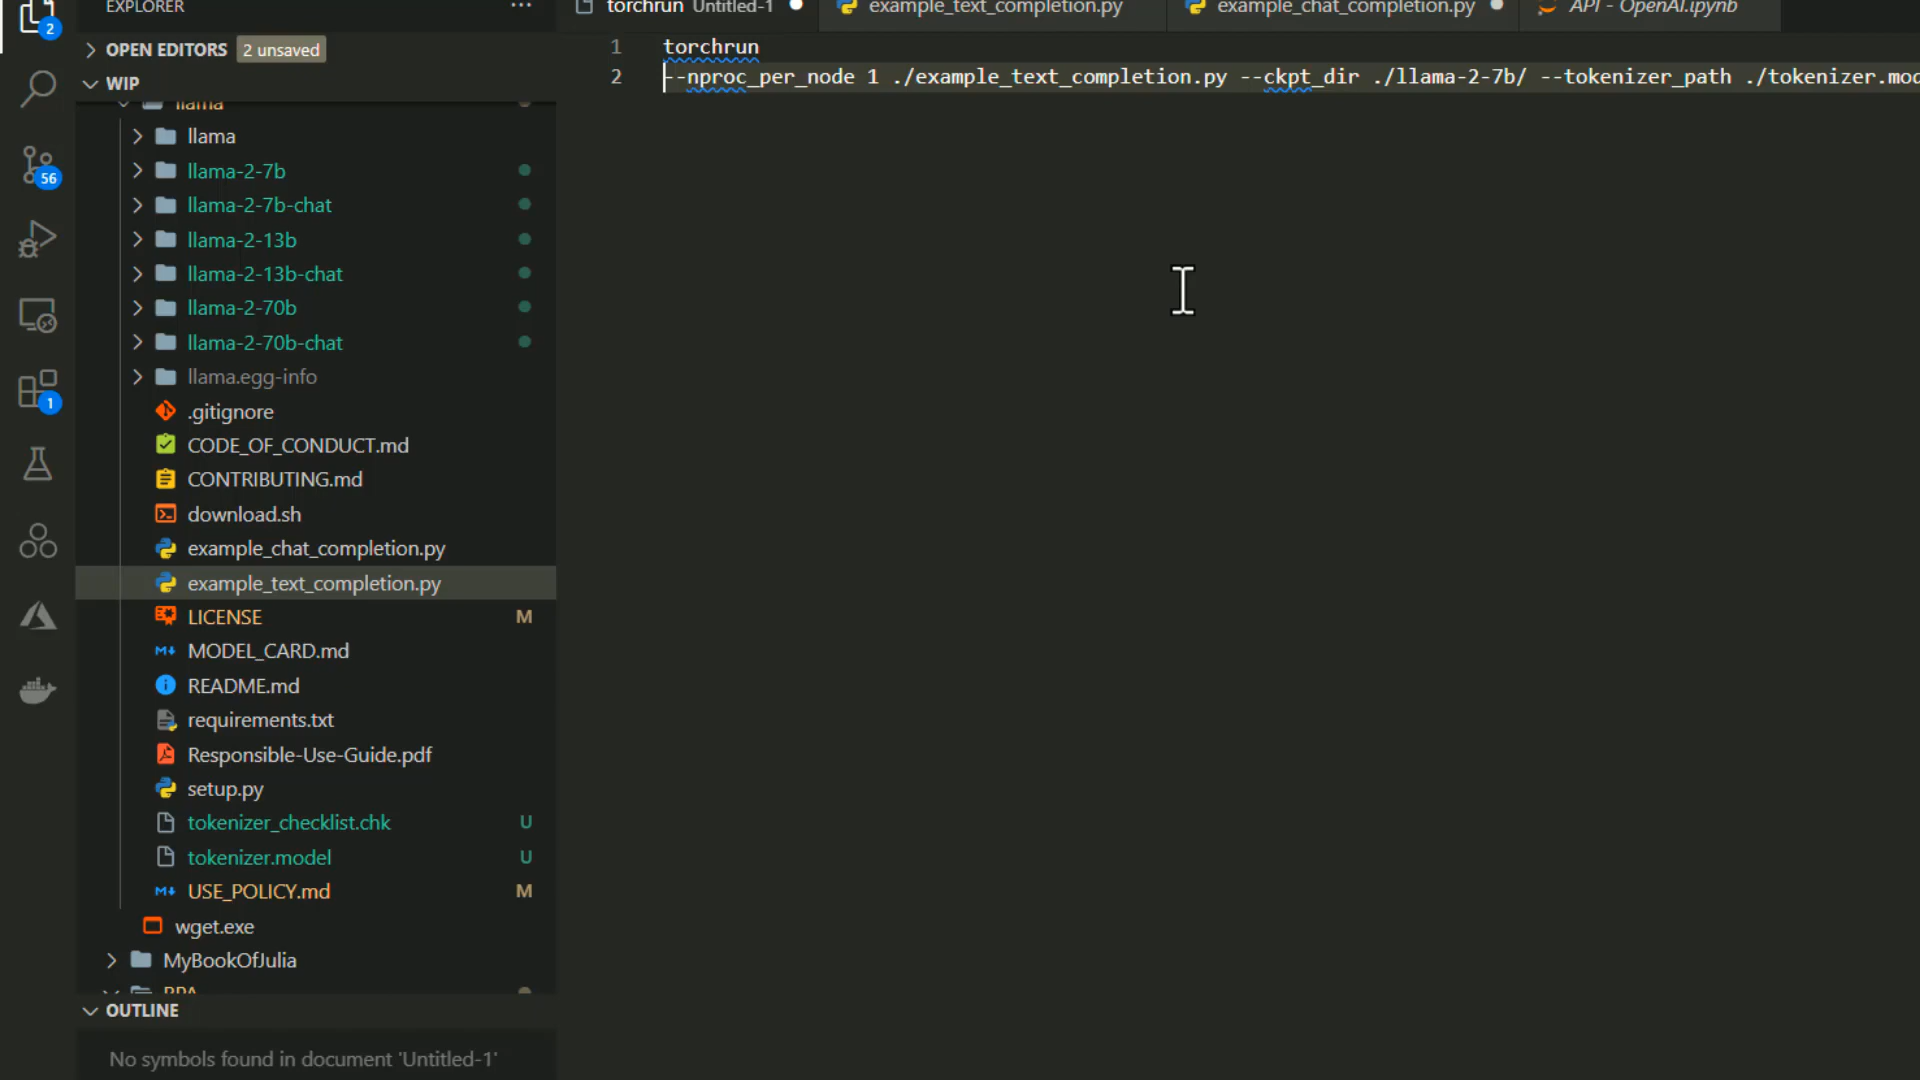 EXPLORER
...
torchrun Untitled-1
example_text_completion.py
example_chat_completion.py
API - OpenAI.ipynb
OPEN EDITORS 2 unsaved
WIP
llama
llama
llama-2-7b
llama-2-7b-chat
llama-2-13b
llama-2-13b-chat
llama-2-70b
llama-2-70b-chat
llama.egg-info
.gitignore
CODE_OF_CONDUCT.md
CONTRIBUTING.md
download.sh
example_chat_completion.py
example_text_completion.py
LICENSE M
MODEL_CARD.md
README.md
requirements.txt
Responsible-Use-Guide.pdf
setup.py
tokenizer_checklist.chk U
tokenizer.model U
USE_POLICY.md M
wget.exe
MyBookOfJulia
RPA
OUTLINE
No symbols found in document 'Untitled-1'
2
56
1
1 torchrun
2 --nproc_per_node 1 ./example_text_completion.py --ckpt_dir ./llama-2-7b/ --tokenizer_path ./tokenizer.mod